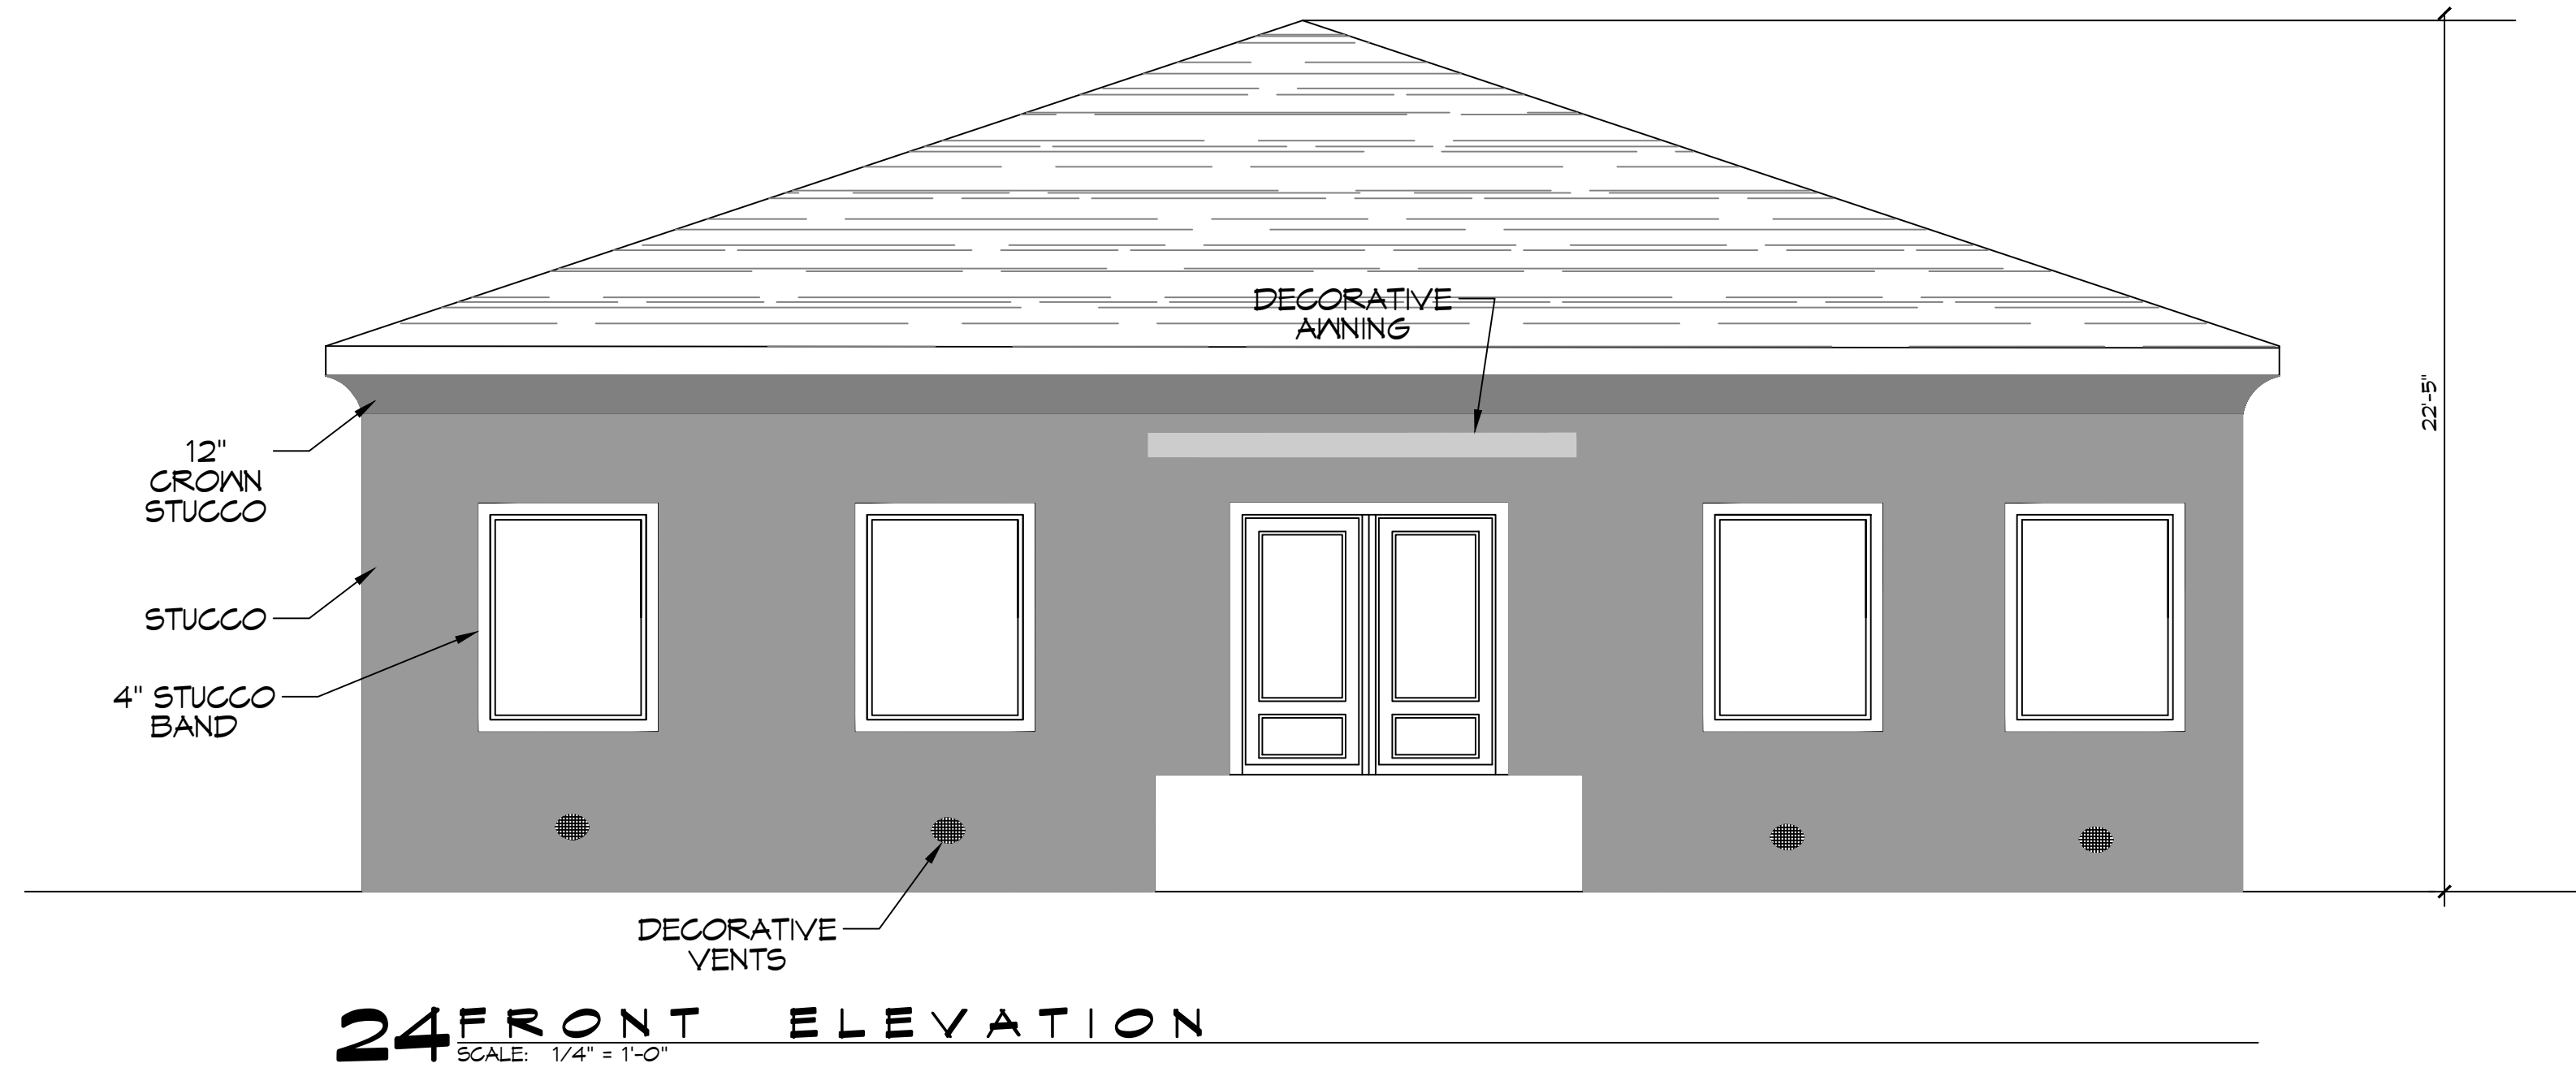 DECORATIVE
AWNING
12"
CROWN
STUCCO
22'-5"
STUCCO
4" STUCCO
BAND
DECORATIVE
VENTS
24 FRONT ELEVATION
SCALE: 1/4" = 1'-0"